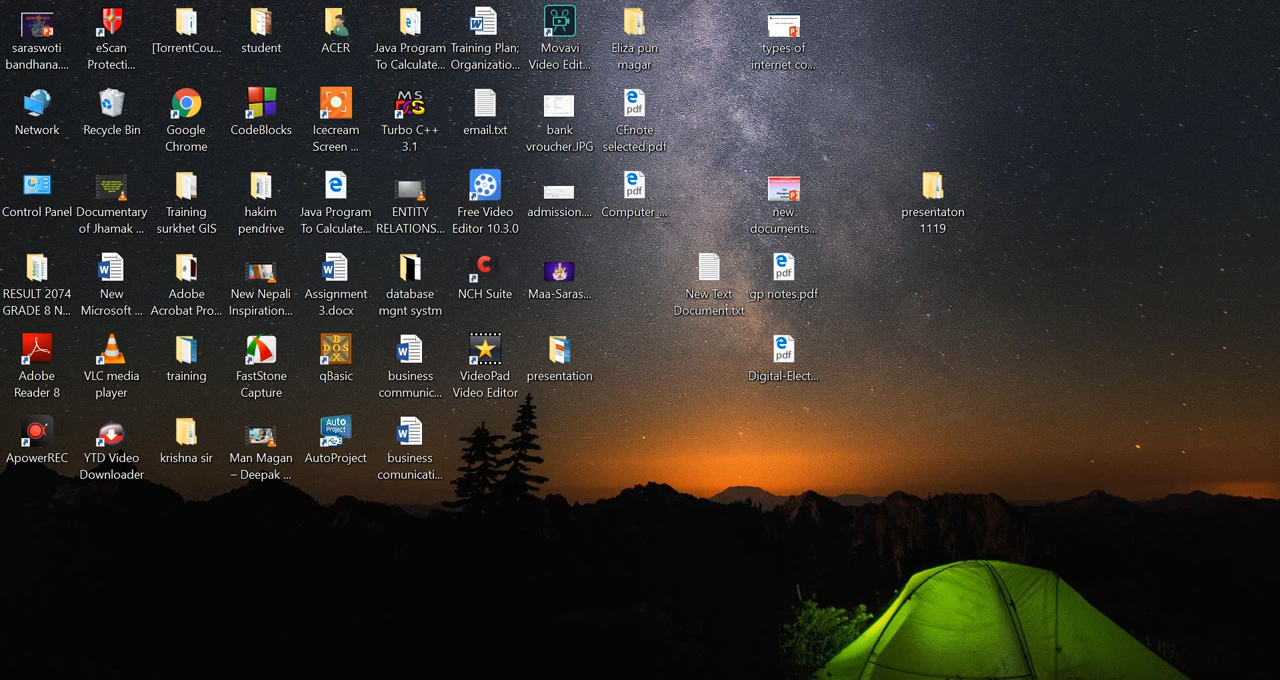 saraswoti
bandhana....
eScan
Protecti...
[TorrentCou...
student
ACER
Java Program
To Calculate...
Training Plan;
Organizatio...
Movavi
Video Edit...
Eliza pun
magar
types of
internet co...
Network
Recycle Bin
Google
Chrome
CodeBlocks
Icecream
Screen ...
Turbo C++
3.1
email.txt
bank
vroucher.JPG
CFnote
selected.pdf
Control Panel
Documentary
of Jhamak ...
Training
surkhet GIS
hakim
pendrive
Java Program
To Calculate...
ENTITY
RELATIONS...
Free Video
Editor 10.3.0
admission....
Computer_...
new
documents...
presentaton
1119
RESULT 2074
GRADE 8 N...
New
Microsoft ...
Adobe
Acrobat Pro...
New Nepali
Inspiration...
Assignment
3.docx
database
mgnt systm
NCH Suite
Maa-Saras...
New Text
Document.txt
gp notes.pdf
Adobe
Reader 8
VLC media
player
training
FastStone
Capture
qBasic
business
communic...
VideoPad
Video Editor
presentation
Digital-Elect...
ApowerREC
YTD Video
Downloader
krishna sir
Man Magan
– Deepak ...
AutoProject
business
comunicati...